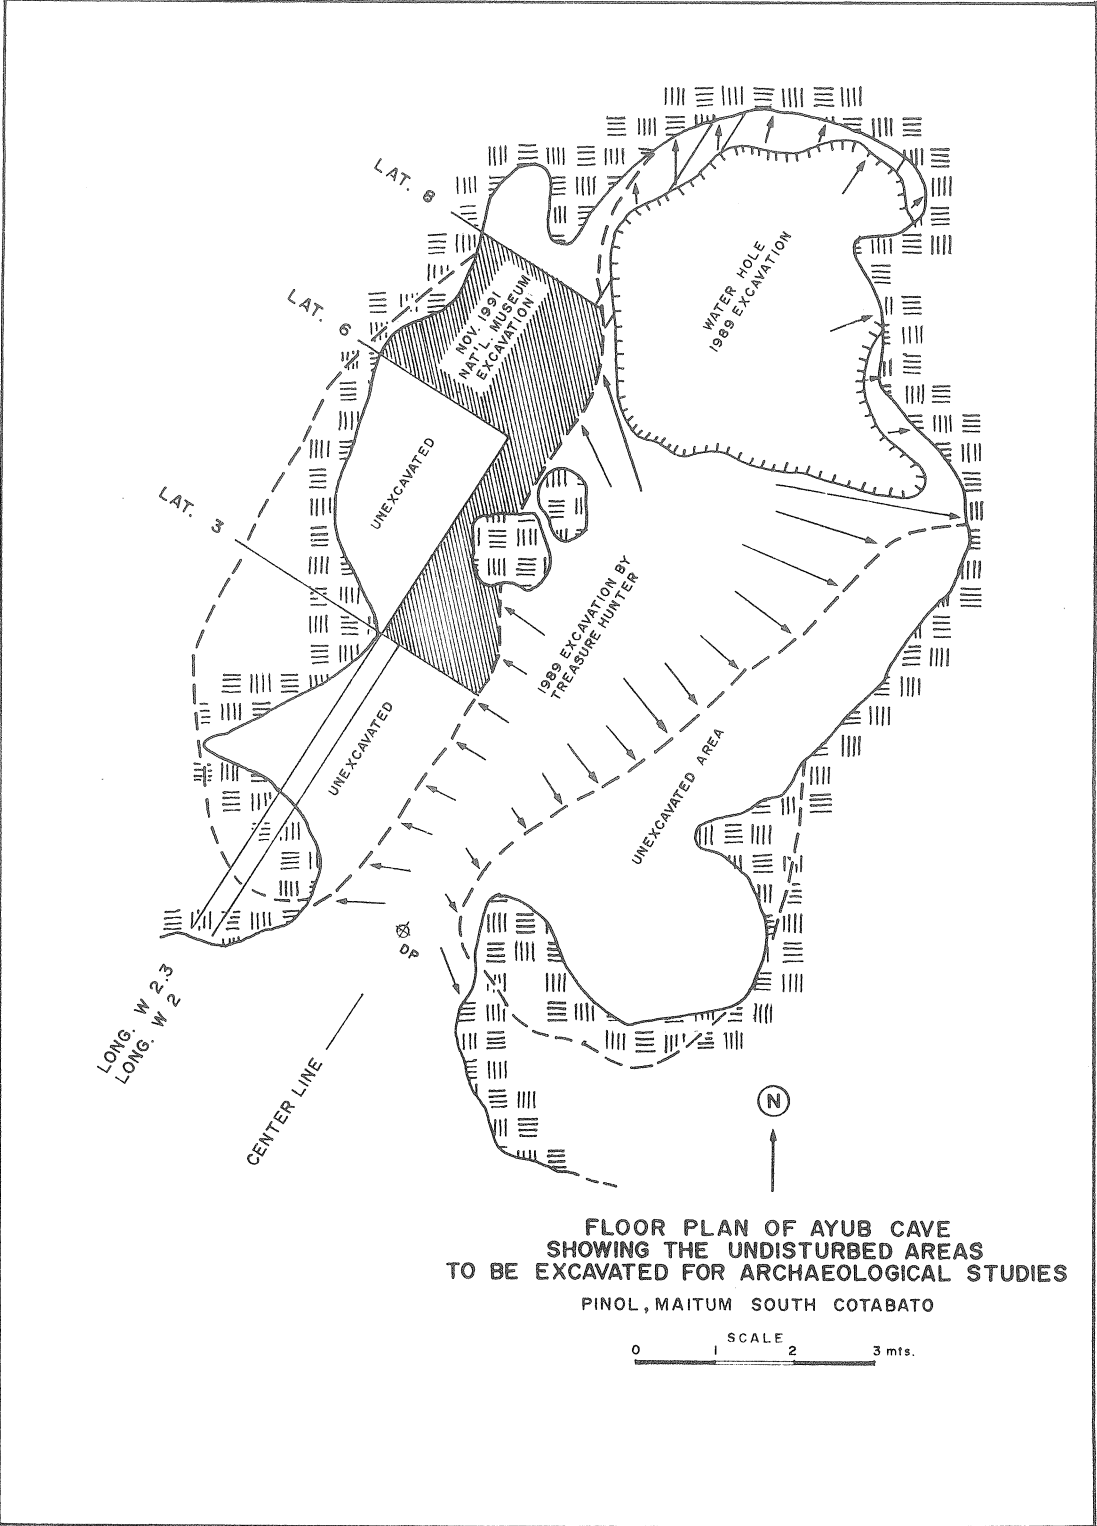 LAT. 8
LAT. 6
LAT. 3
NOV. 1991
NAT'L. MUSEUM
EXCAVATION
WATER HOLE
1989 EXCAVATION
UNEXCAVATED
1989 EXCAVATION BY
TREASURE HUNTER
UNEXCAVATED
UNEXCAVATED AREA
DP
LONG. W 2.3
LONG. W 2
CENTER LINE
N
FLOOR PLAN OF AYUB CAVE
SHOWING THE UNDISTURBED AREAS
TO BE EXCAVATED FOR ARCHAEOLOGICAL STUDIES
PINOL, MAITUM SOUTH COTABATO
SCALE
0 1 2 3 mts.